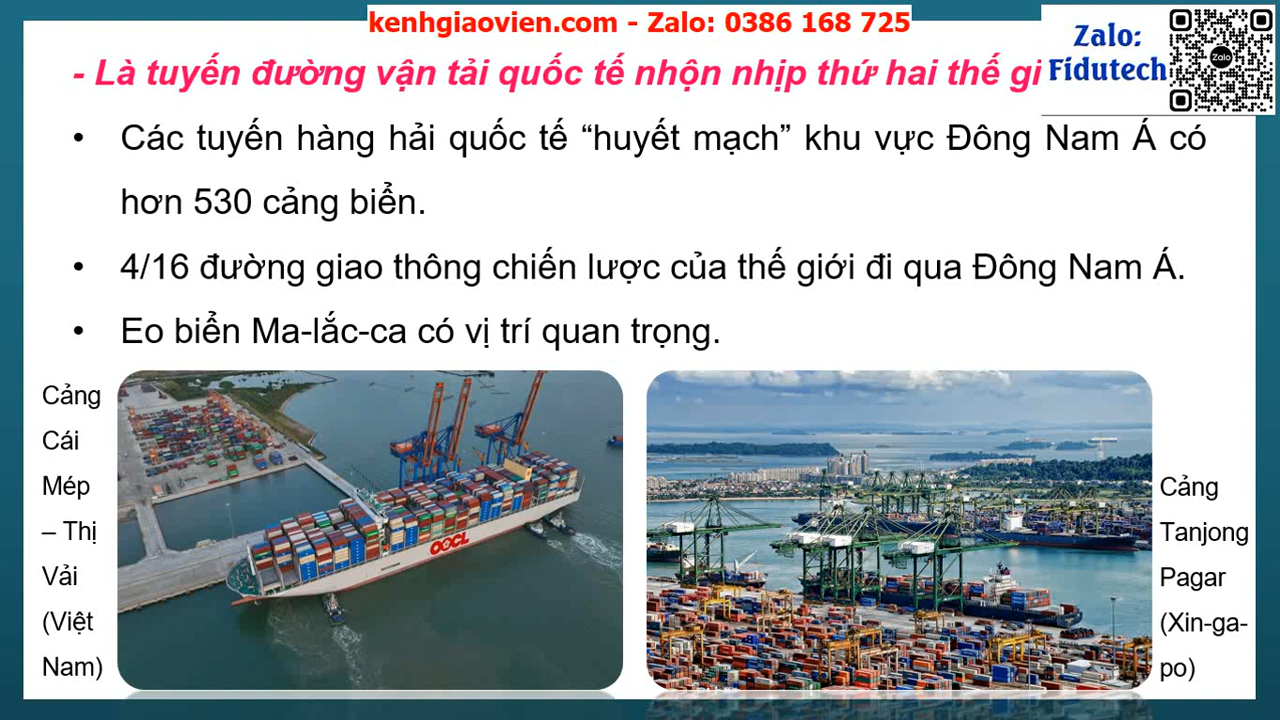 kenhgiaovien.com - Zalo: 0386 168 725
Zalo:
Fidutech
Zalo
- Là tuyến đường vận tải quốc tế nhộn nhịp thứ hai thế gi
• Các tuyến hàng hải quốc tế “huyết mạch” khu vực Đông Nam Á có
hơn 530 cảng biển.
• 4/16 đường giao thông chiến lược của thế giới đi qua Đông Nam Á.
• Eo biển Ma-lắc-ca có vị trí quan trọng.
Cảng
Cái
Mép
– Thị
Vải
(Việt
Nam)
OOCL
Cảng
Tanjong
Pagar
(Xin-ga-
po)